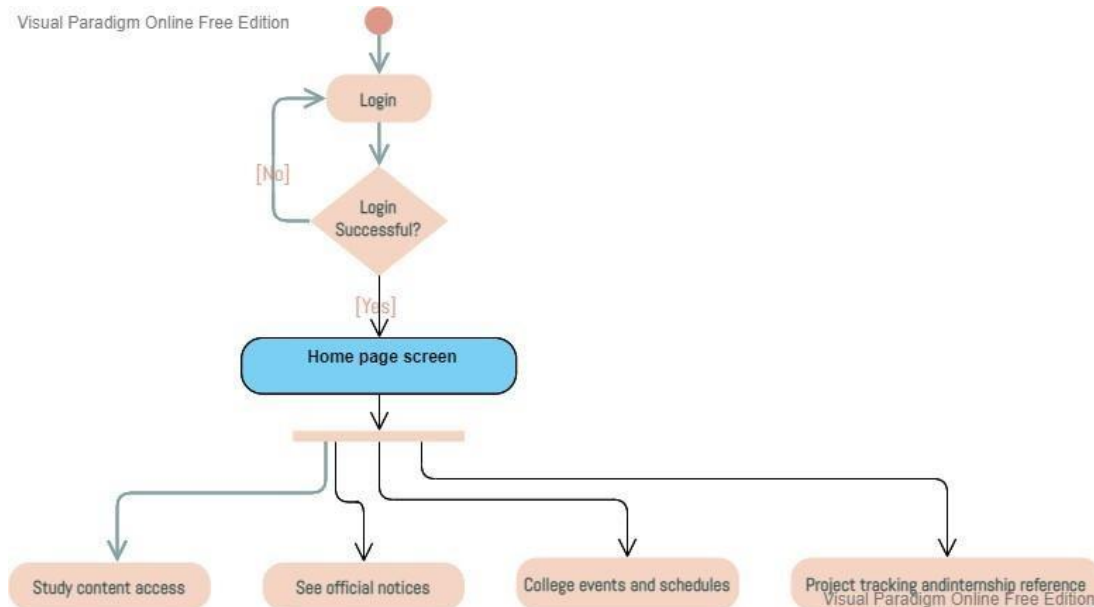 Visual Paradigm Online Free Edition
Login
[No]
Login
Successful?
[Yes]
Home page screen
Study content access
See official notices
College events and schedules
Project tracking andinternship reference
Visual Paradigm Online Free Edition